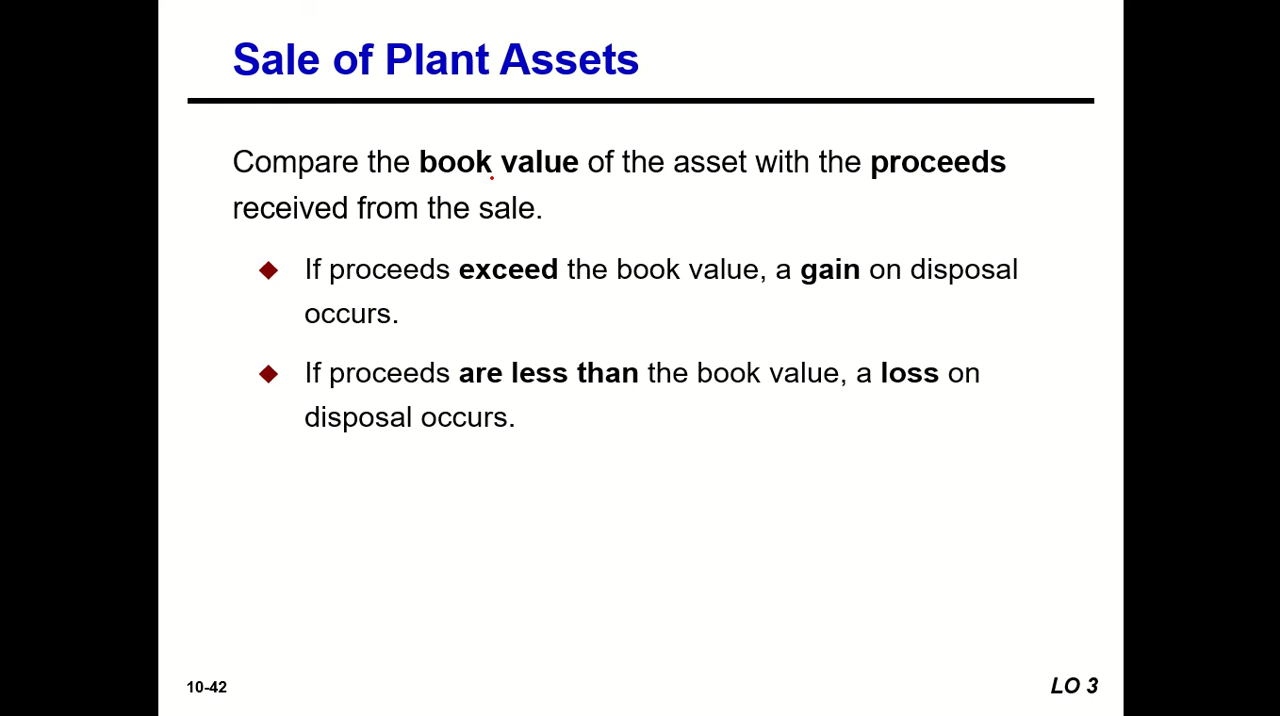 Sale of Plant Assets
Compare the book value of the asset with the proceeds
received from the sale.
If proceeds exceed the book value, a gain on disposal
occurs.
If proceeds are less than the book value, a loss on
disposal occurs.
10-42
LO 3